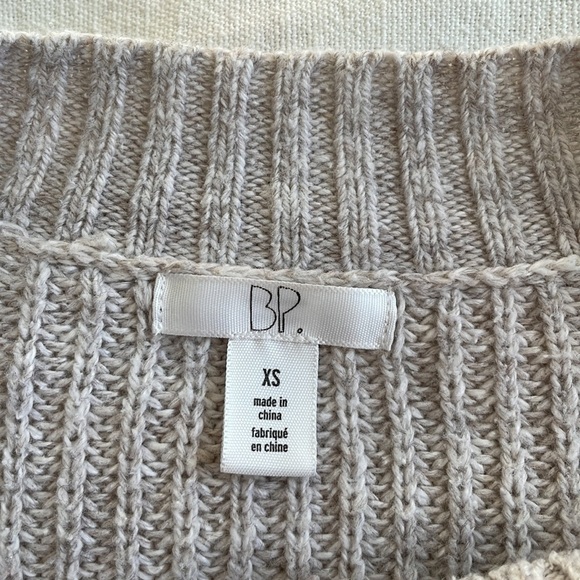 BP.
XS
made in
china
fabriqué
en chine